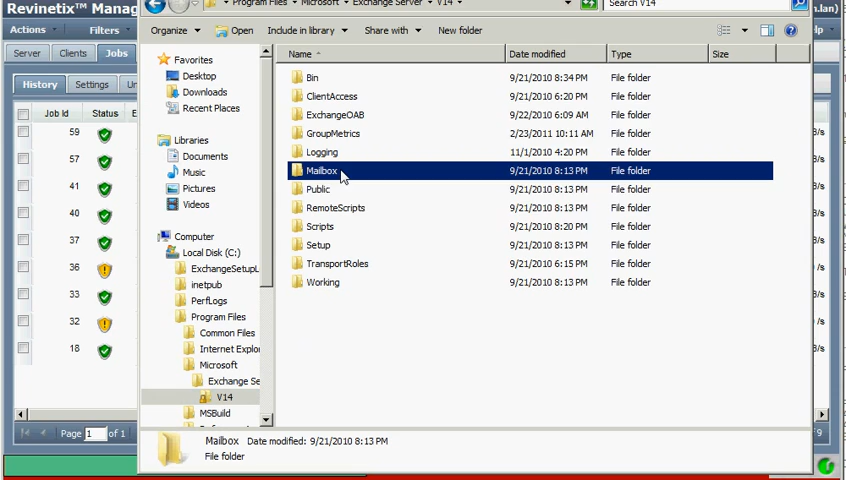 Revinetix™ Manag
.lan)
Program Files ▸ Microsoft ▸ Exchange Server ▸ V14 ▸
Search V14
Actions
Filters
Organize
Open
Include in library
Share with
New folder
Server
Clients
Jobs
History
Settings
Un
Job Id
Status
E
59
57
41
40
37
36
33
32
18
Page 1 of 1
Favorites
Desktop
Downloads
Recent Places
Libraries
Documents
Music
Pictures
Videos
Computer
Local Disk (C:)
ExchangeSetupL
inetpub
PerfLogs
Program Files
Common Files
Internet Explo
Microsoft
Exchange Se
V14
MSBuild
Name
Date modified
Type
Size
Bin 9/21/2010 8:34 PM File folder
ClientAccess 9/21/2010 6:20 PM File folder
ExchangeOAB 9/22/2010 6:09 AM File folder
GroupMetrics 2/23/2011 10:11 AM File folder
Logging 11/1/2010 4:20 PM File folder
Mailbox 9/21/2010 8:13 PM File folder
Public 9/21/2010 8:13 PM File folder
RemoteScripts 9/21/2010 8:13 PM File folder
Scripts 9/21/2010 8:20 PM File folder
Setup 9/21/2010 8:13 PM File folder
TransportRoles 9/21/2010 6:15 PM File folder
Working 9/21/2010 8:13 PM File folder
Mailbox Date modified: 9/21/2010 8:13 PM
File folder